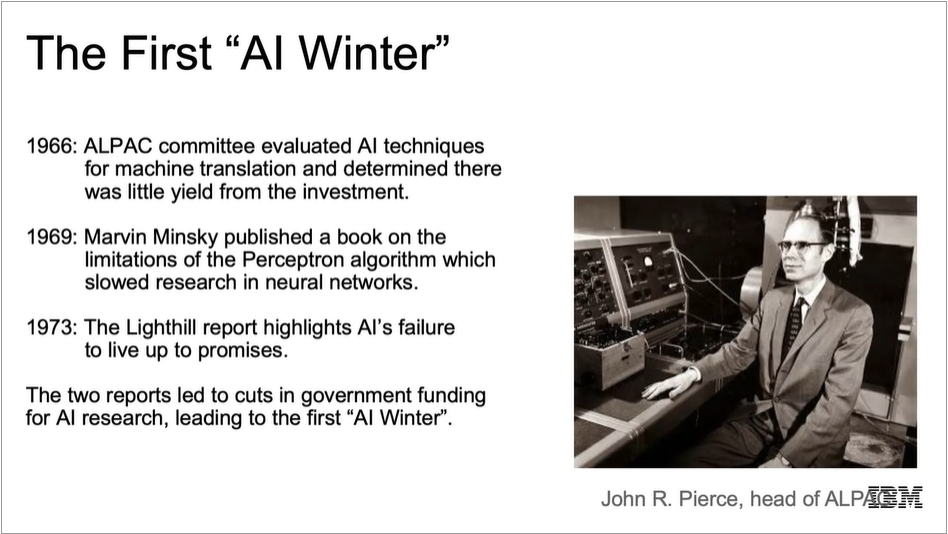 The First “AI Winter”
1966: ALPAC committee evaluated AI techniques
for machine translation and determined there
was little yield from the investment.
1969: Marvin Minsky published a book on the
limitations of the Perceptron algorithm which
slowed research in neural networks.
1973: The Lighthill report highlights AI’s failure
to live up to promises.
The two reports led to cuts in government funding
for AI research, leading to the first “AI Winter”.
John R. Pierce, head of ALPAC
IBM